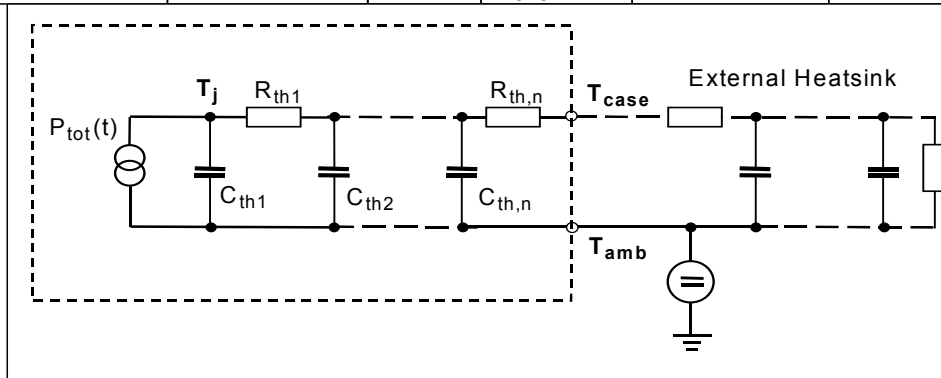 T_j R_th1 R_th,n T_case External Heatsink
P_tot(t)
C_th1 C_th2 C_th,n
T_amb